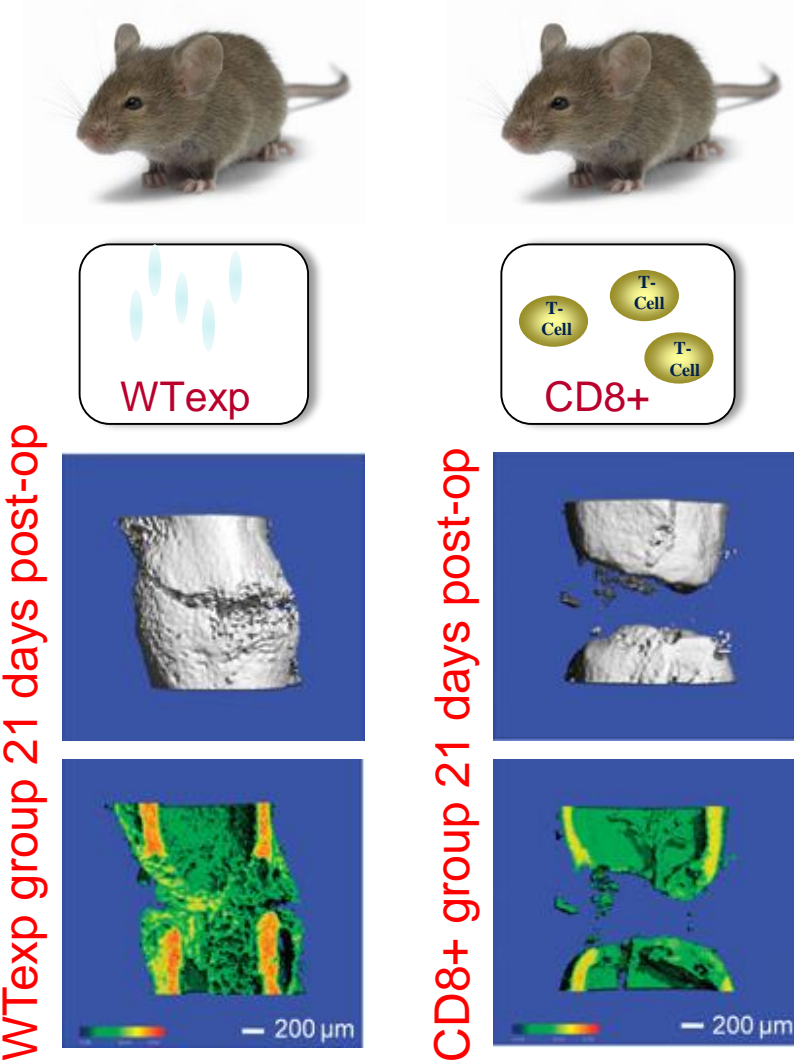 T-
Cell
T-
Cell
T-
Cell
WTexp
CD8+
WTexp group 21 days post-op
CD8+ group 21 days post-op
2
200 µm
200 µm